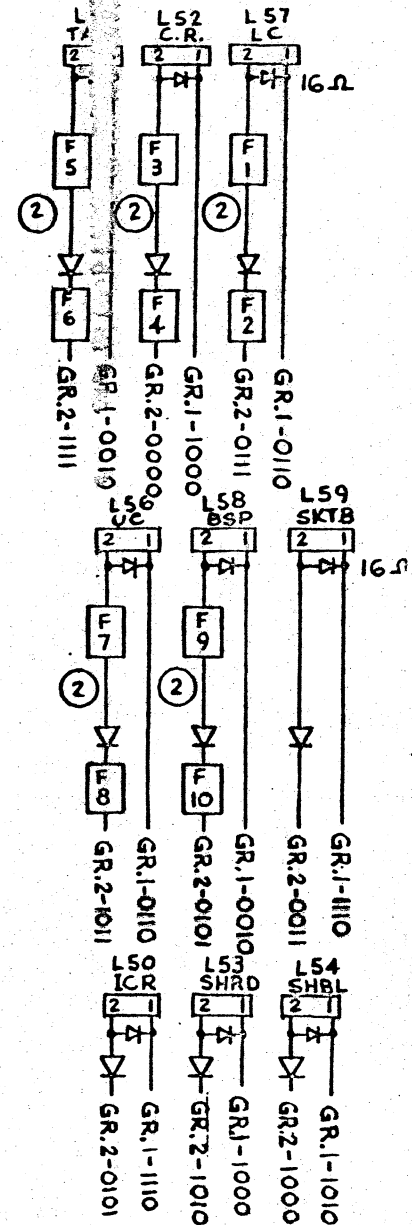 L L52 L57
C.R. LC
2 2 1 2 1
16Ω
F5 F3 F1
2 2 2
F6 F4 F2
GR.2-1111 GR.1-0010 GR.2-0000 GR.1-1000 GR.2-0111 GR.1-0110
L56 L58 L59
UC BSP SKTB
2 1 2 1 2 1
16Ω
F7 F9
2 2
F8 F10
GR.2-1011 GR.1-0110 GR.2-0101 GR.1-0010 GR.2-0011 GR.1-1110
L50 L53 L54
ICR SHRD SHBL
2 1 2 1 2 1
GR.2-0101 GR.1-1110 GR.2-1010 GR.1-1000 GR.2-1000 GR.1-1010